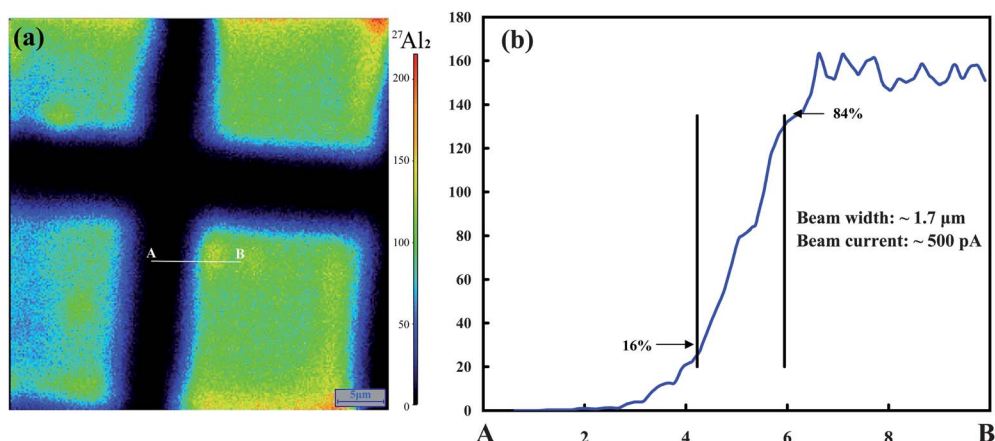 (a)
27Al2
200
150
100
50
0
A B
5μm
(b)
180
160
140
120
100
80
60
40
20
0
84%
Beam width: ~ 1.7 μm
Beam current: ~ 500 pA
16%
A 2 4 6 8 B